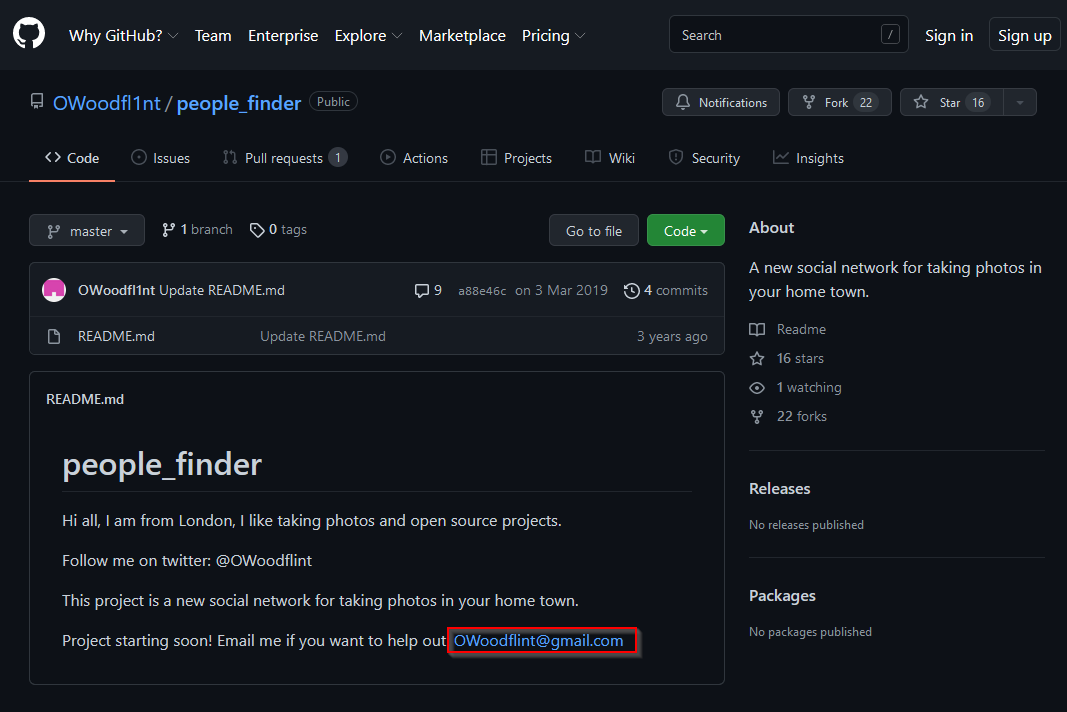 Why GitHub? Team Enterprise Explore Marketplace Pricing Search / Sign in Sign up
OWoodfl1nt / people_finder Public Notifications Fork 22 Star 16
Code Issues Pull requests 1 Actions Projects Wiki Security Insights
master 1 branch 0 tags Go to file Code
OWoodfl1nt Update README.md 9 a88e46c on 3 Mar 2019 4 commits
README.md Update README.md 3 years ago
README.md
people_finder
Hi all, I am from London, I like taking photos and open source projects.
Follow me on twitter: @OWoodflint
This project is a new social network for taking photos in your home town.
Project starting soon! Email me if you want to help out OWoodflint@gmail.com
About
A new social network for taking photos in
your home town.
Readme
16 stars
1 watching
22 forks
Releases
No releases published
Packages
No packages published